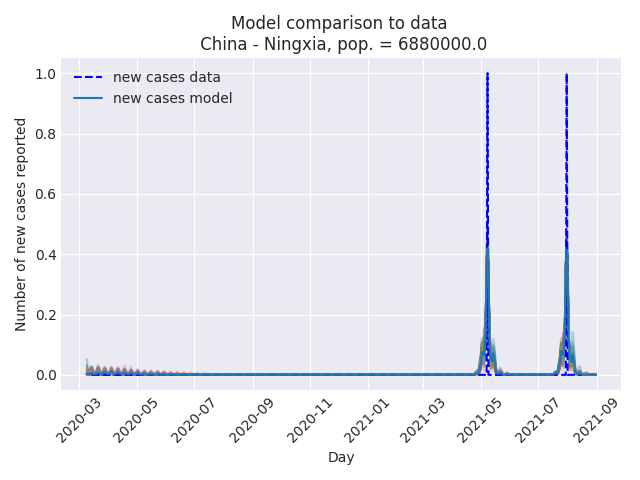 Model comparison to data
China - Ningxia, pop. = 6880000.0
new cases data
new cases model
Number of new cases reported
1.0
0.8
0.6
0.4
0.2
0.0
2020-03
2020-05
2020-07
2020-09
2020-11
2021-01
2021-03
2021-05
2021-07
2021-09
Day